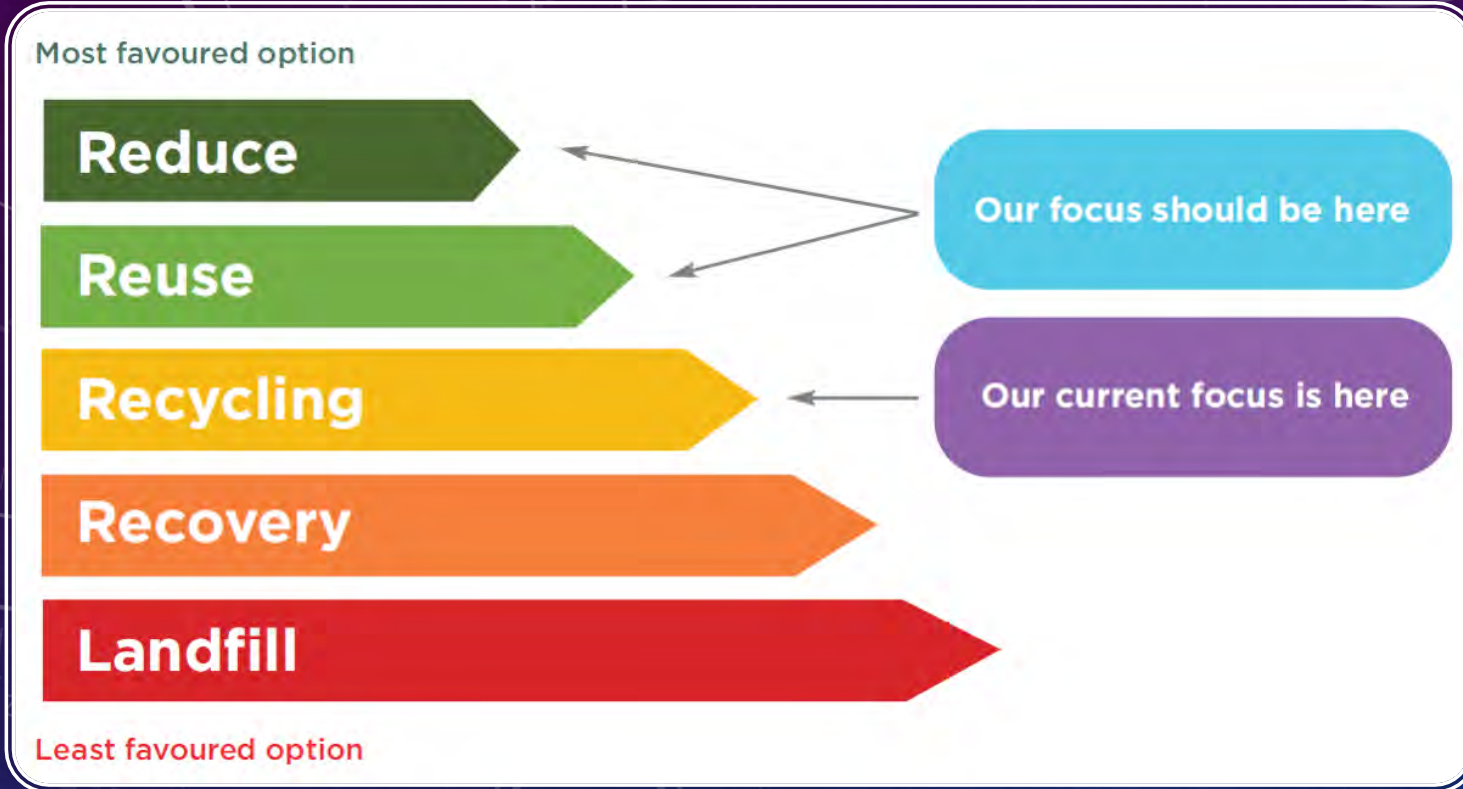 Most favoured option
Reduce
Reuse
Recycling
Recovery
Landfill
Least favoured option
Our focus should be here
Our current focus is here